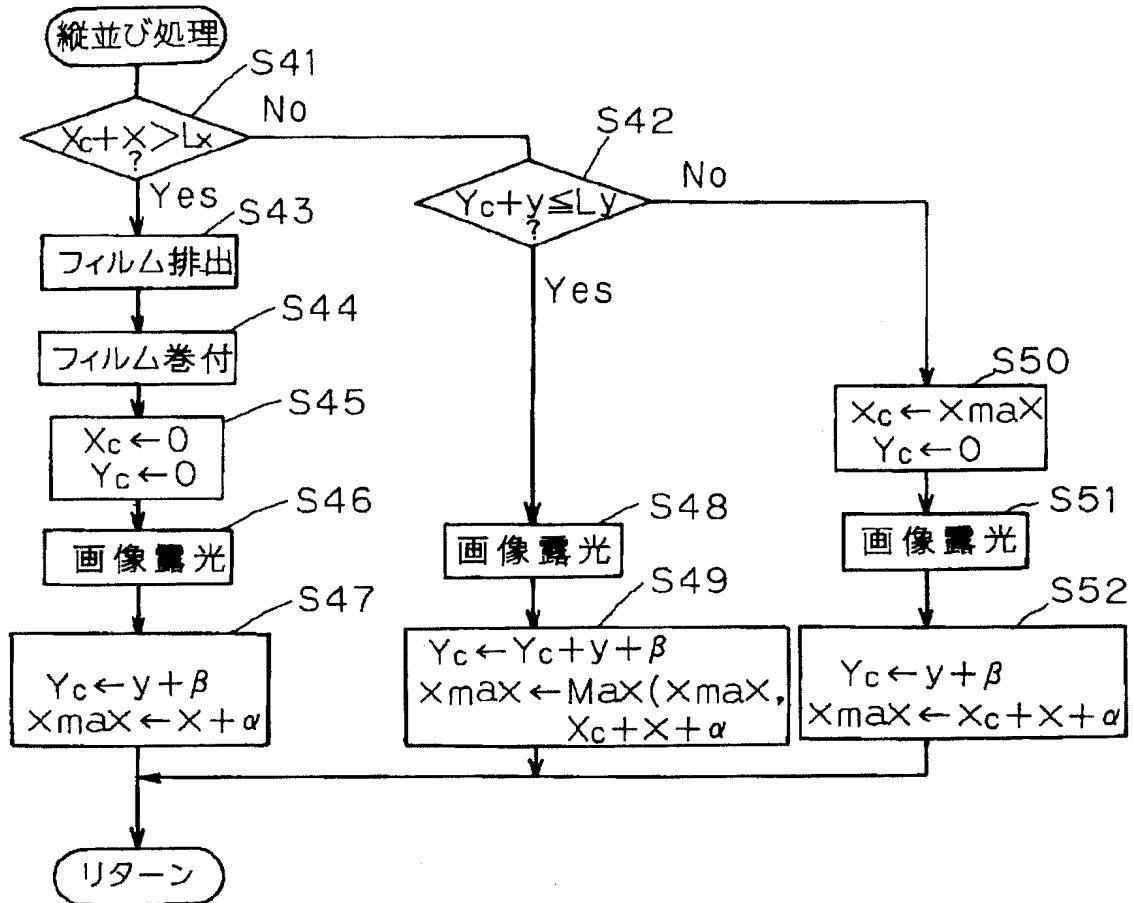 縦並び処理
S41
Xc+x>Lx
?
No
Yes
S42
Yc+y≦Ly
?
No
Yes
S43
フィルム排出
S44
フィルム巻付
S45
Xc←0
Yc←0
S46
画像露光
S47
Yc←y+β
xmax←x+α
S48
画像露光
S49
Yc←Yc+y+β
xmax←Max(xmax,
Xc+x+α
S50
Xc←xmax
Yc←0
S51
画像露光
S52
Yc←y+β
xmax←Xc+x+α
リターン